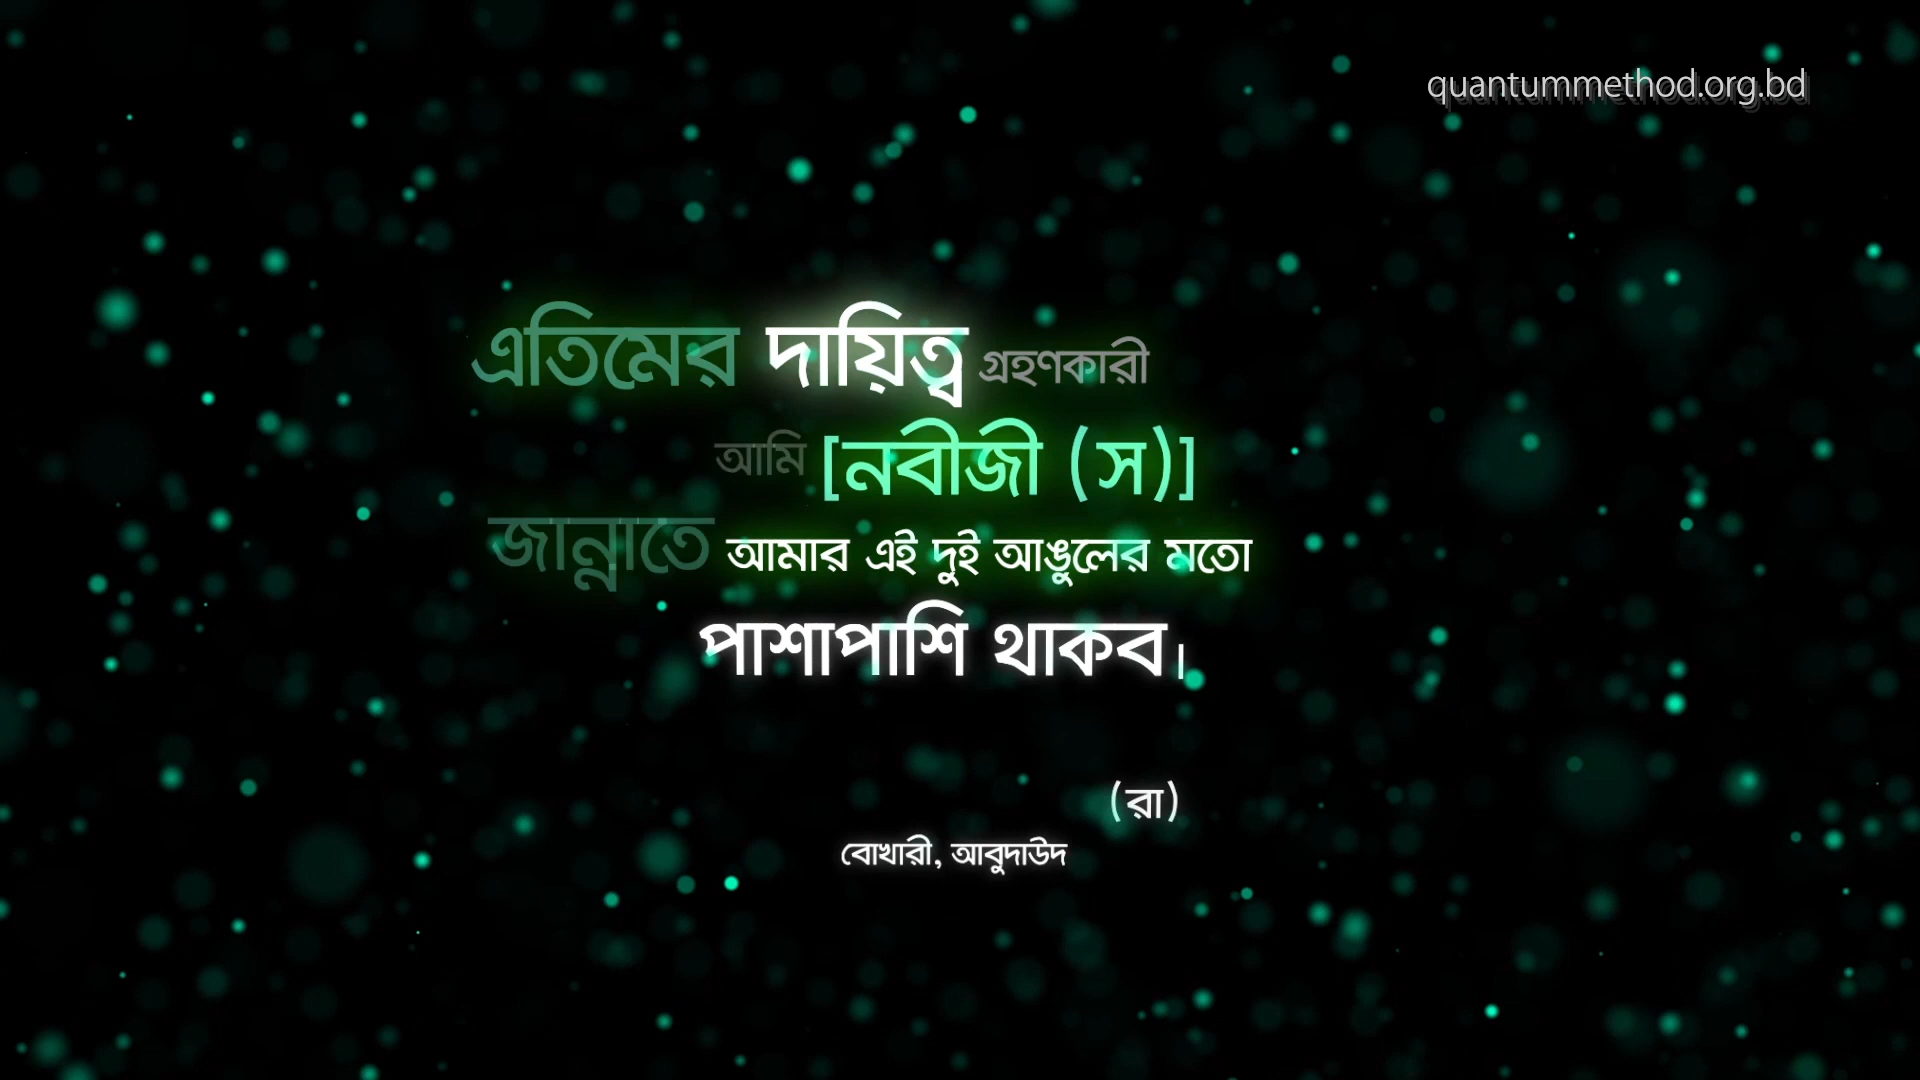 quantummethod.org.bd
এতিমের দায়িত্ব গ্রহণকারী
আমি [নবীজী (স)]
জান্নাতে আমার এই দুই আঙুলের মতো
পাশাপাশি থাকব।
(রা)
বোখারী, আবুদাউদ